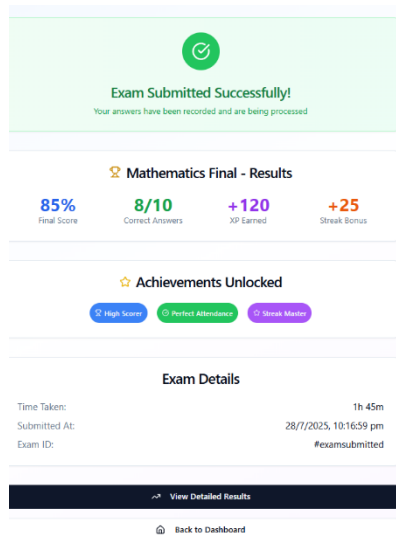 Exam Submitted Successfully!
Your answers have been recorded and are being processed
Mathematics Final - Results
85% 8/10 +120 +25
Final Score Correct Answers XP Earned Streak Bonus
Achievements Unlocked
High Scorer Perfect Attendance Streak Master
Exam Details
Time Taken: 1h 45m
Submitted At: 28/7/2025, 10:16:59 pm
Exam ID: #examsubmitted
View Detailed Results
Back to Dashboard